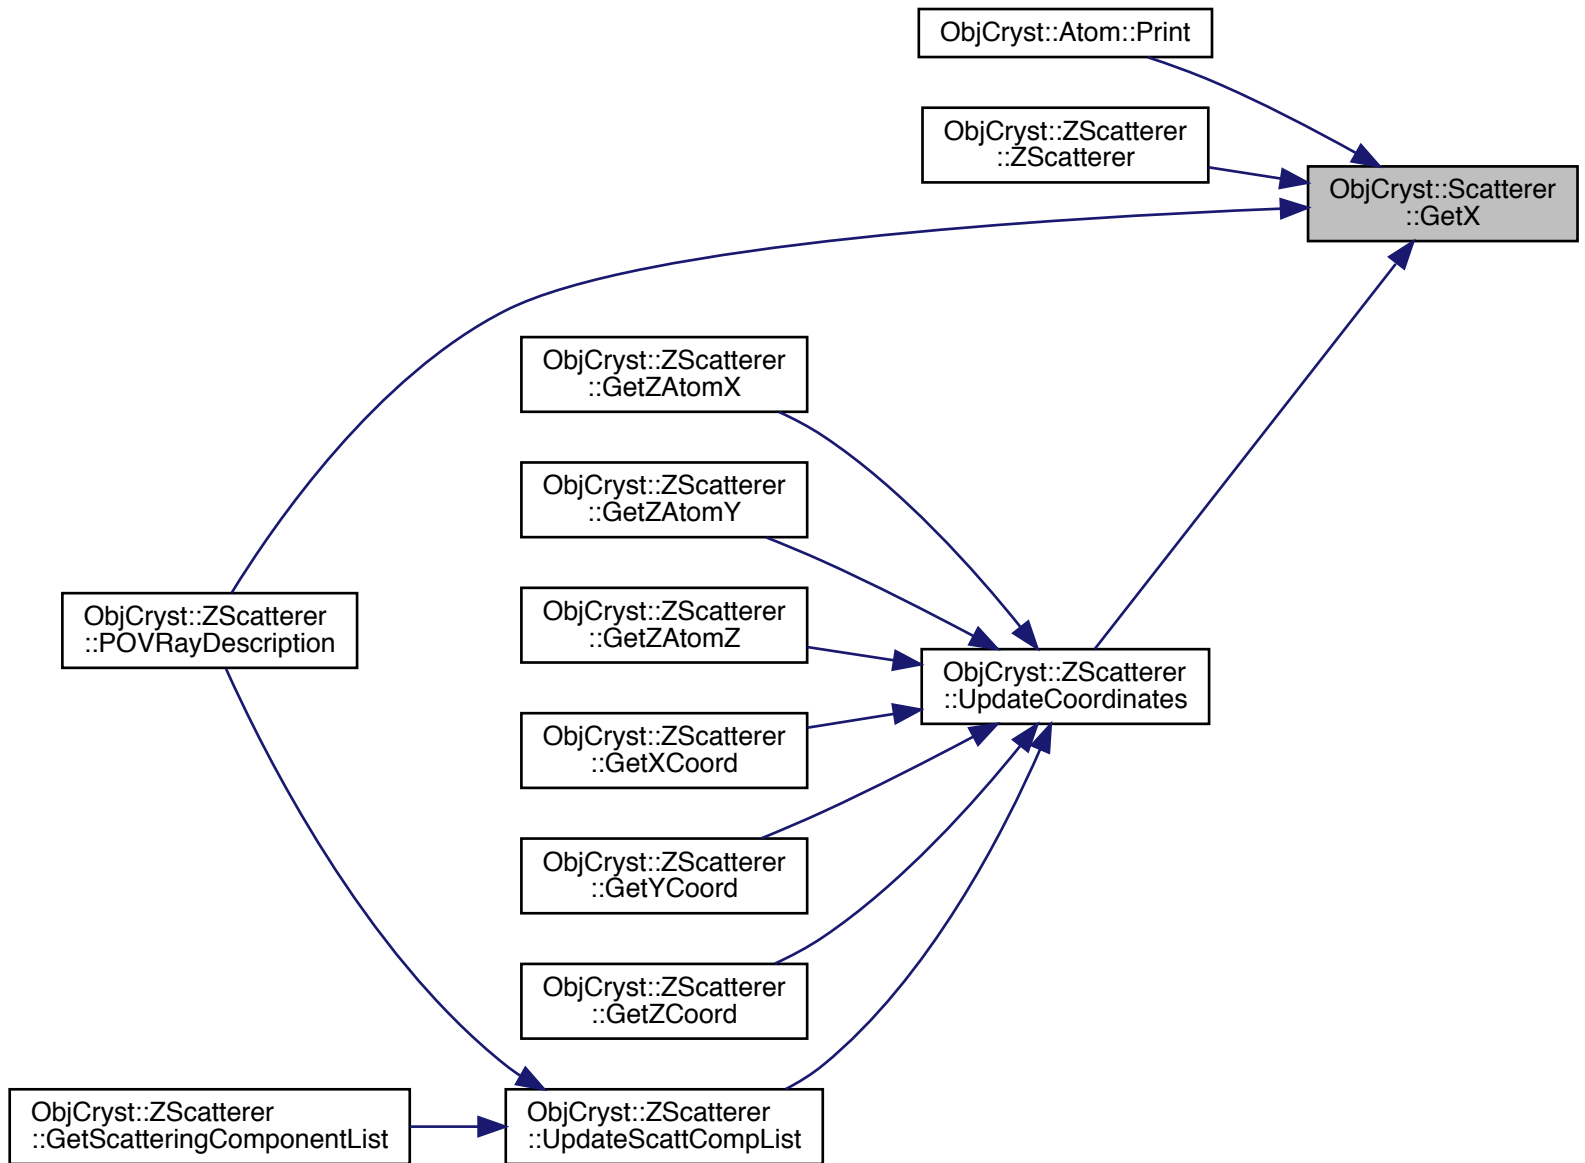 ObjCryst::Atom::Print
ObjCryst::ZScatterer
::ZScatterer
ObjCryst::Scatterer
::GetX
ObjCryst::ZScatterer
::GetZAtomX
ObjCryst::ZScatterer
::GetZAtomY
ObjCryst::ZScatterer
::GetZAtomZ
ObjCryst::ZScatterer
::POVRayDescription
ObjCryst::ZScatterer
::UpdateCoordinates
ObjCryst::ZScatterer
::GetXCoord
ObjCryst::ZScatterer
::GetYCoord
ObjCryst::ZScatterer
::GetZCoord
ObjCryst::ZScatterer
::GetScatteringComponentList
ObjCryst::ZScatterer
::UpdateScattCompList